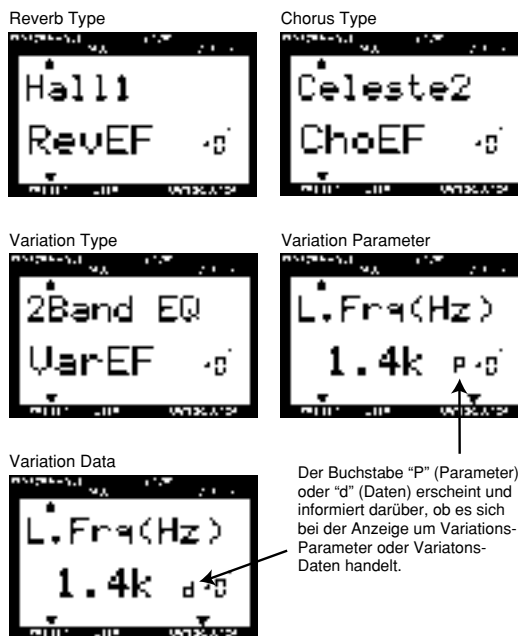 Reverb Type
Hall1
RevEF
Chorus Type
Celeste2
ChoEF
Variation Type
2Band EQ
VarEF
Variation Parameter
L.Frq(Hz)
1.4k P
Variation Data
L.Frq(Hz)
1.4k d
Der Buchstabe “P” (Parameter)
oder “d” (Daten) erscheint und
informiert darüber, ob es sich
bei der Anzeige um Variations-
Parameter oder Variatons-
Daten handelt.